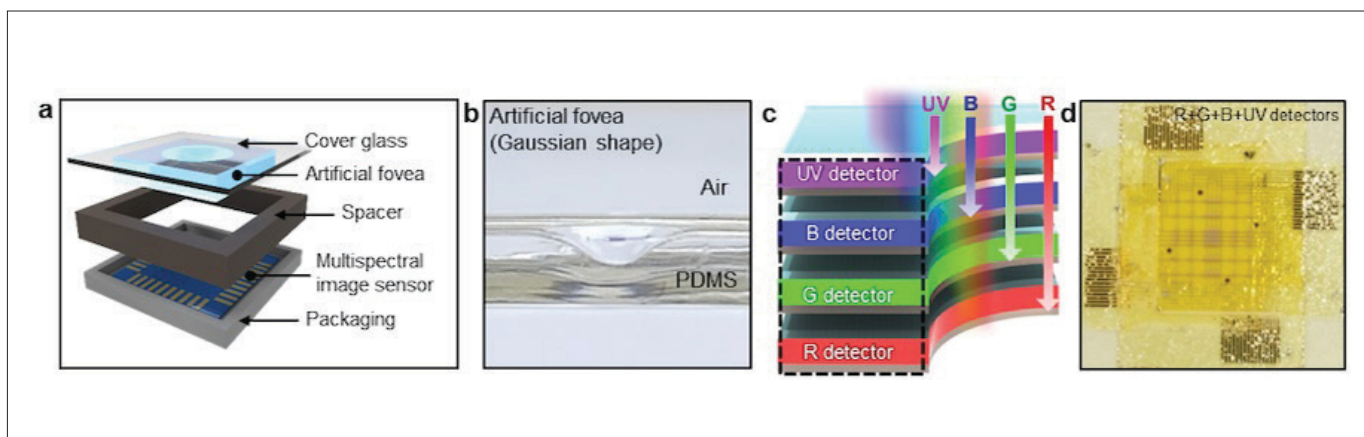 a
Cover glass
Artificial fovea
Spacer
Multispectral
image sensor
Packaging
b
Artificial fovea
(Gaussian shape)
Air
PDMS
c
UV B G R
UV detector
B detector
G detector
R detector
d
R+G+B+UV detectors